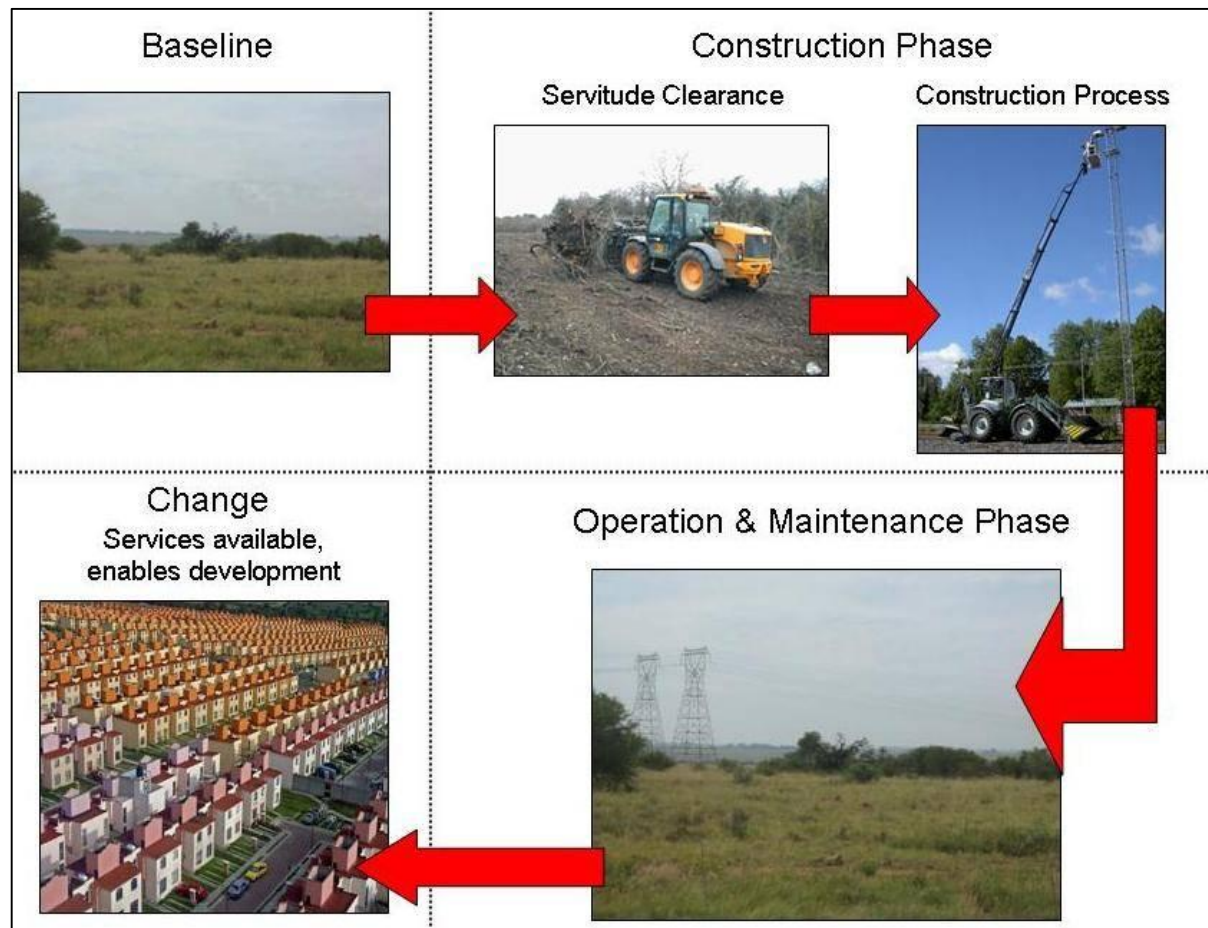 Baseline
Construction Phase
Servitude Clearance
Construction Process
Change
Services available,
enables development
Operation & Maintenance Phase